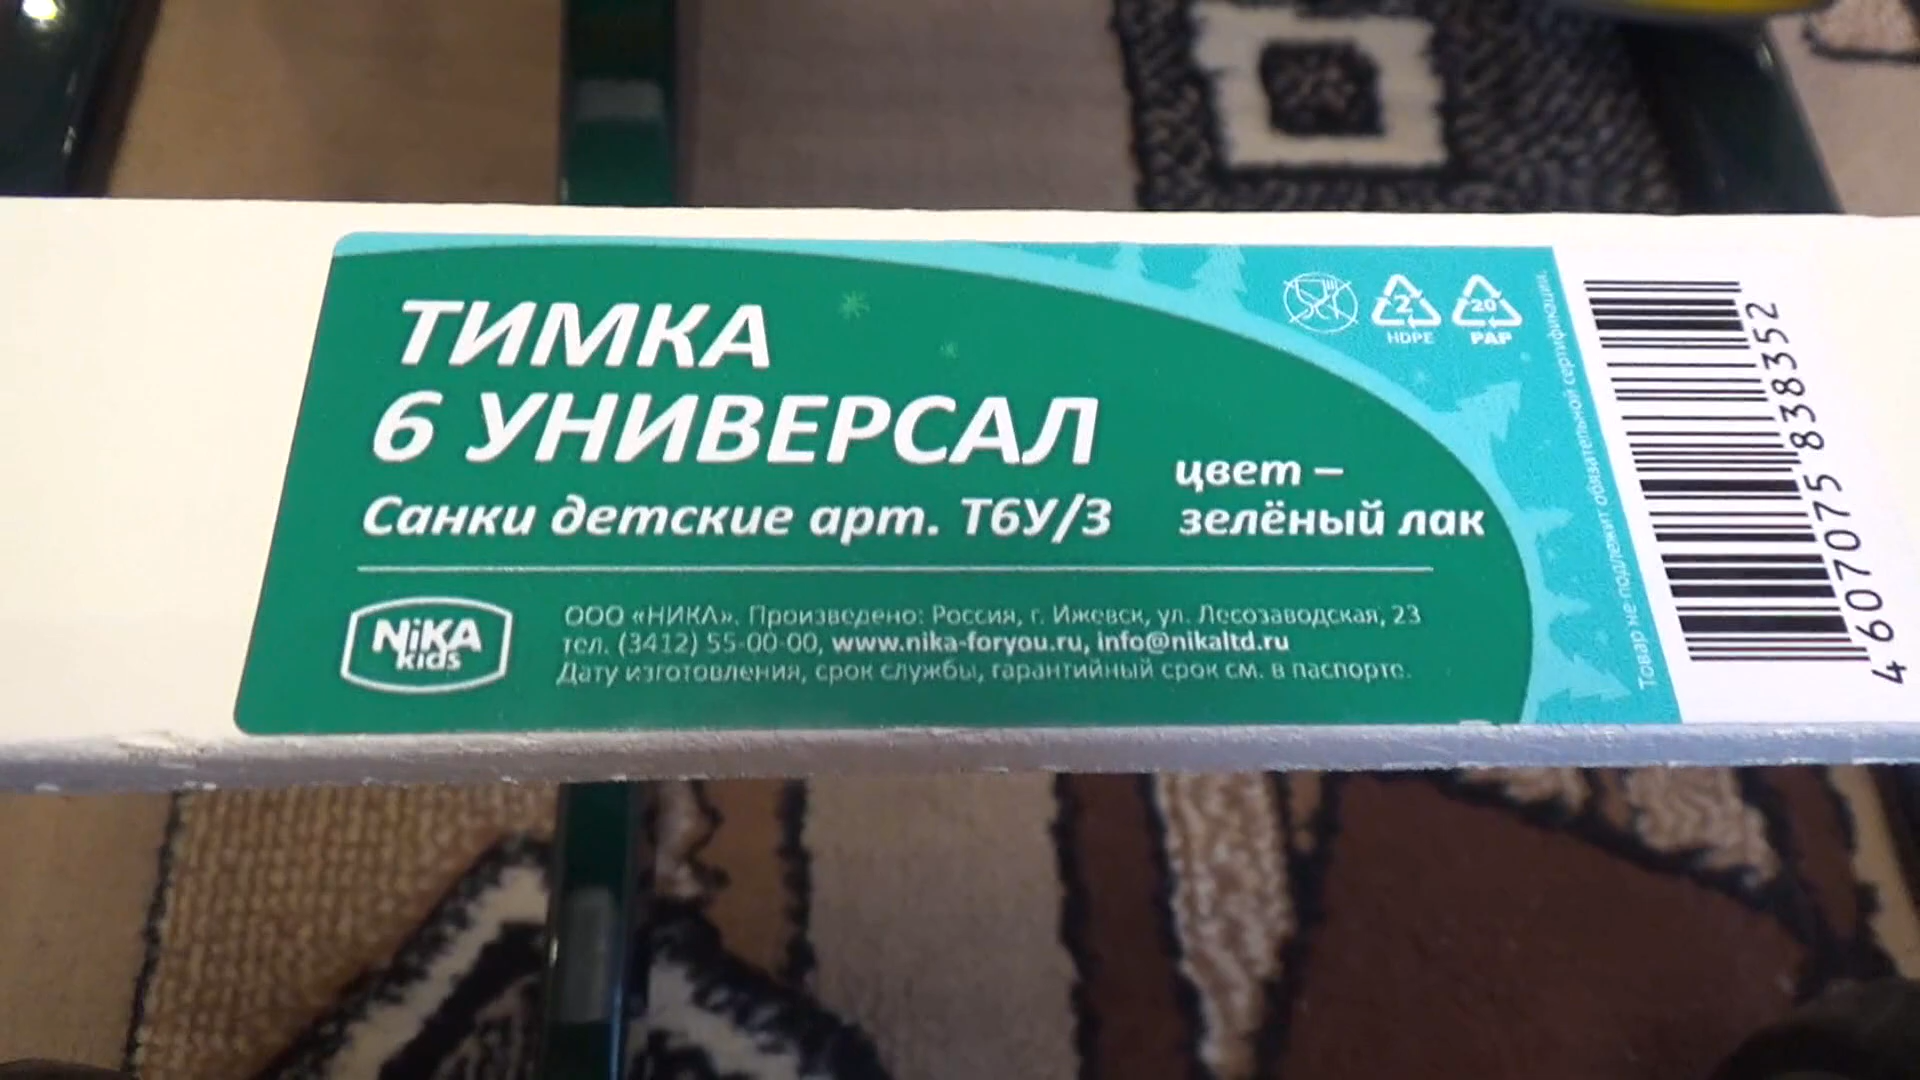 ТИМКА
6 УНИВЕРСАЛ
Санки детские арт. Т6У/3
цвет –
зелёный лак
NiKA
kids
ООО «НИКА». Произведено: Россия, г. Ижевск, ул. Лесозаводская, 23
тел. (3412) 55-00-00, www.nika-foryou.ru, info@nikaltd.ru
Дату изготовления, срок службы, гарантийный срок см. в паспорте.
2
HDPE
20
PAP
Товар не подлежит обязательной сертификации.
4 607075 838352